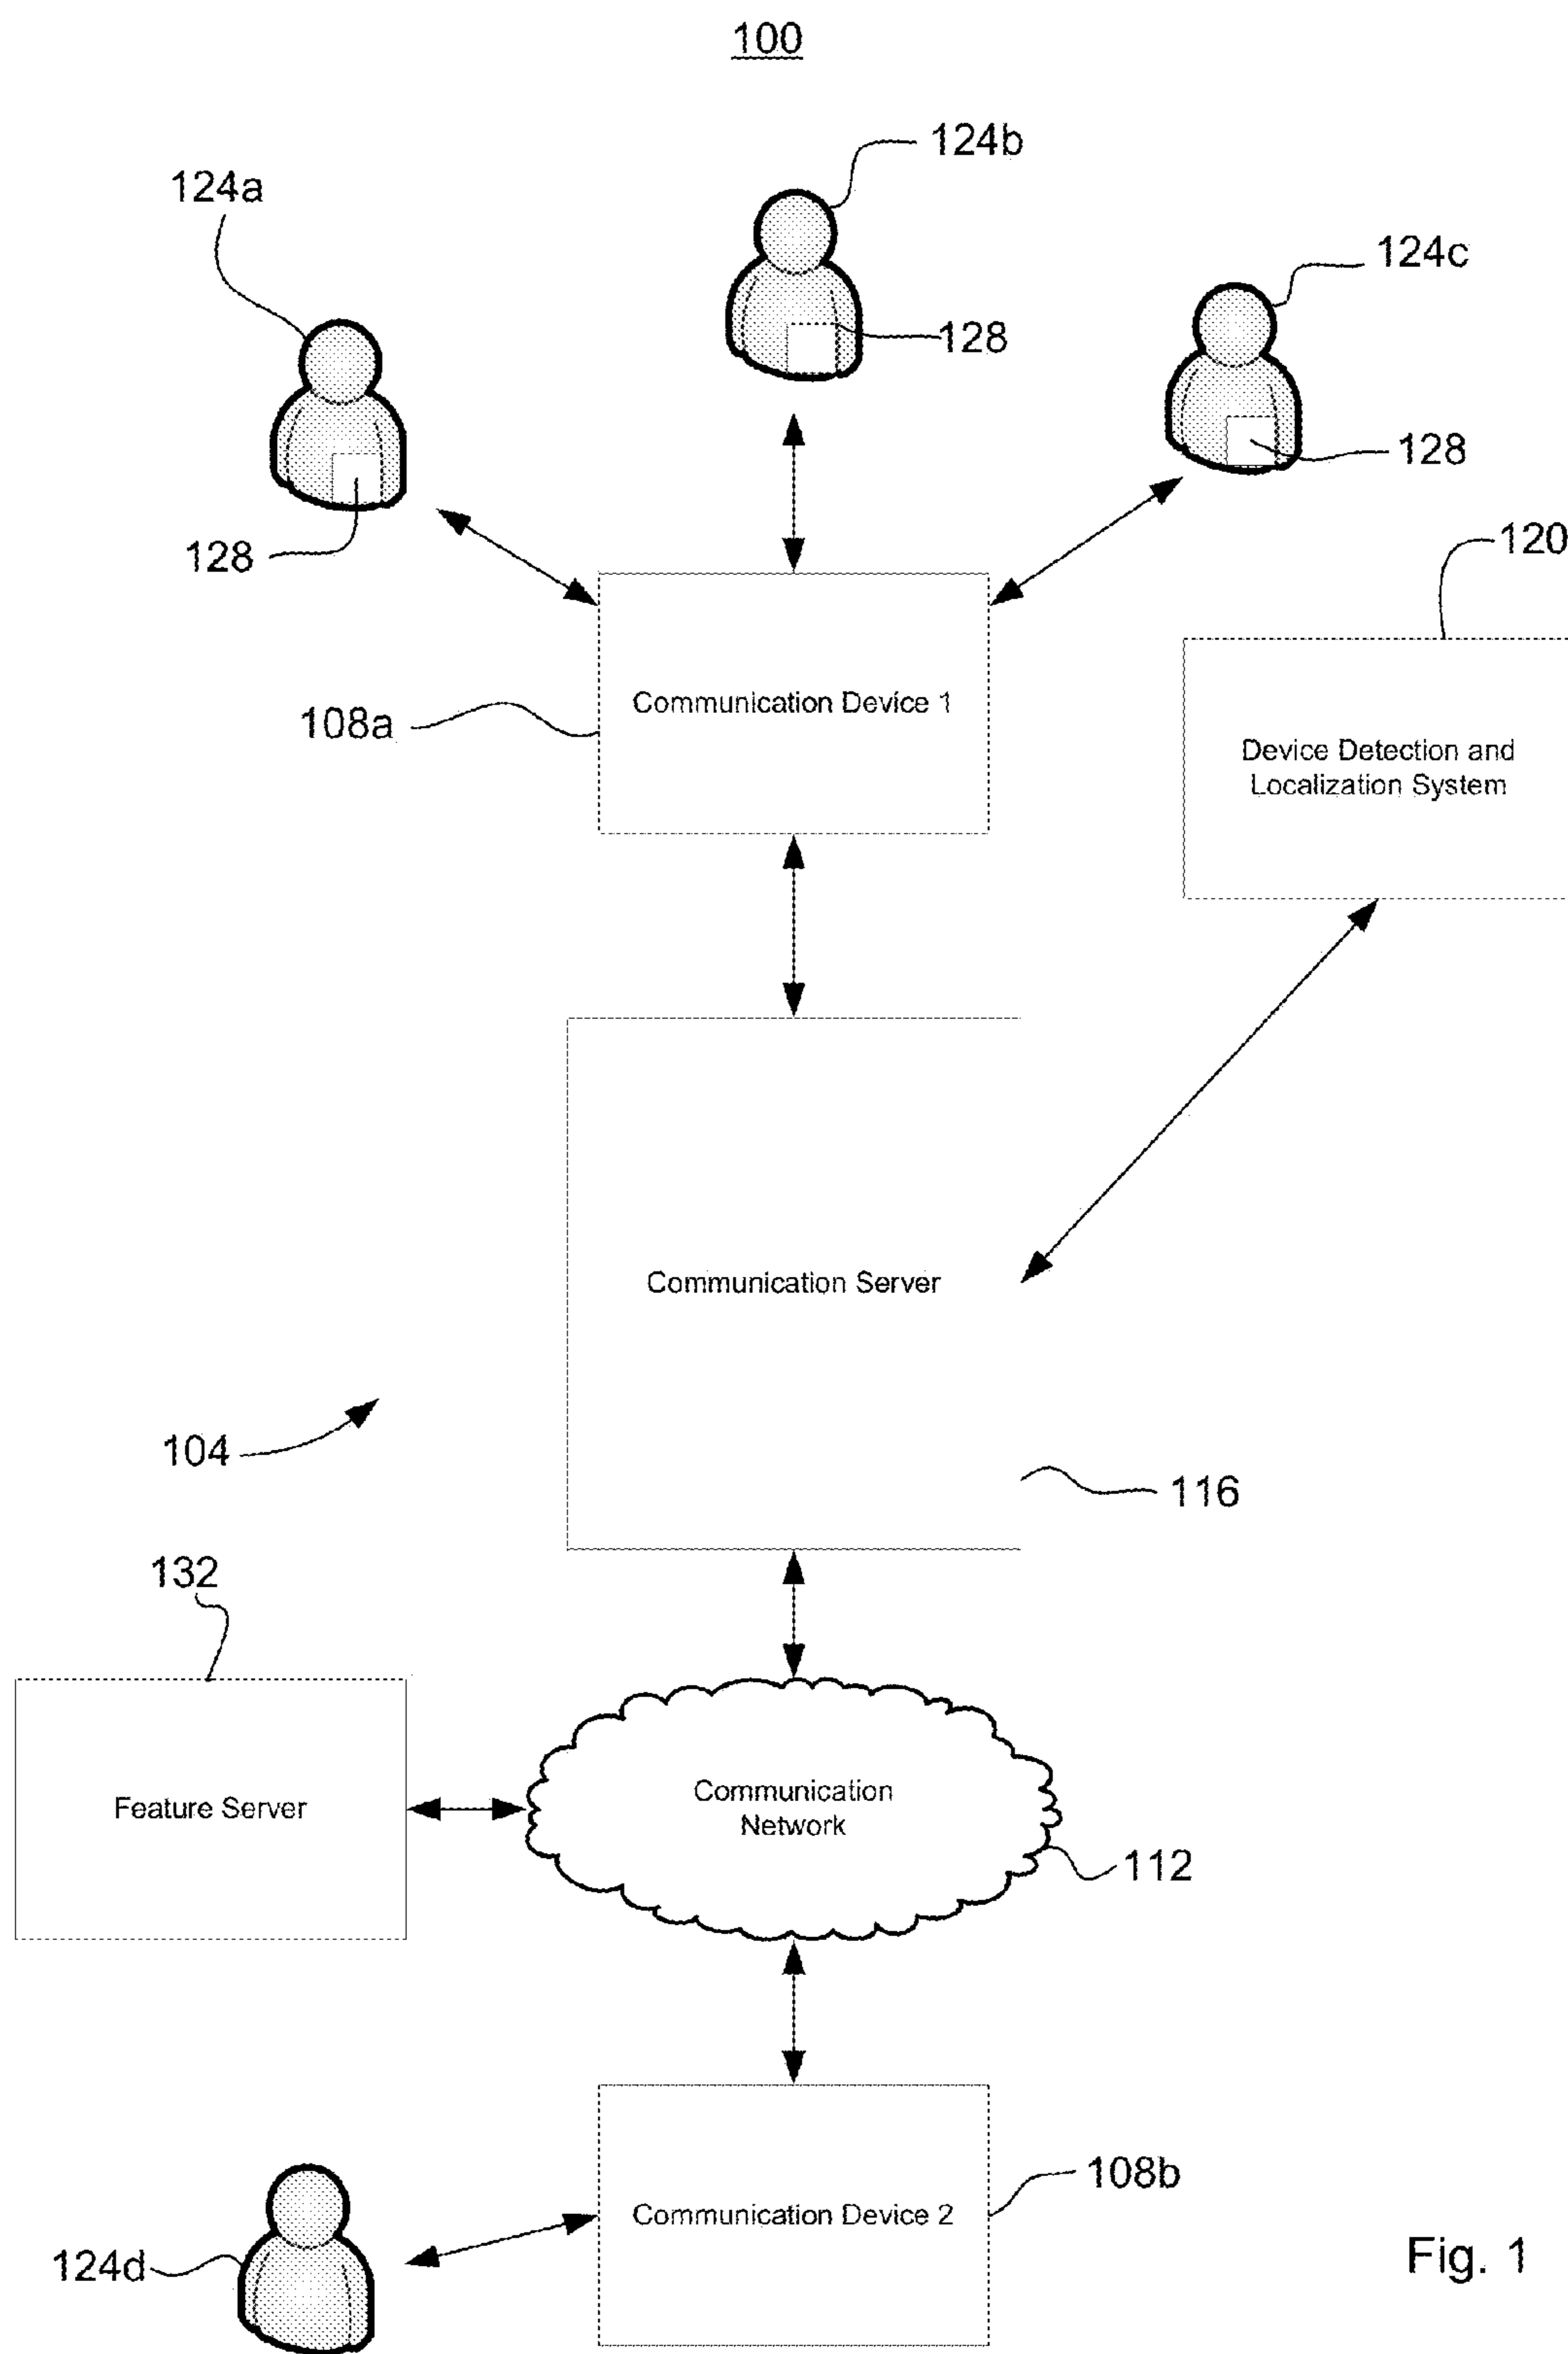 100
124b
124a
124c
128
128
128
120
Communication Device 1
108a
Device Detection and
Localization System
Communication Server
104
116
132
Communication
Network
Feature Server
112
108b
Communication Device 2
124d
Fig. 1